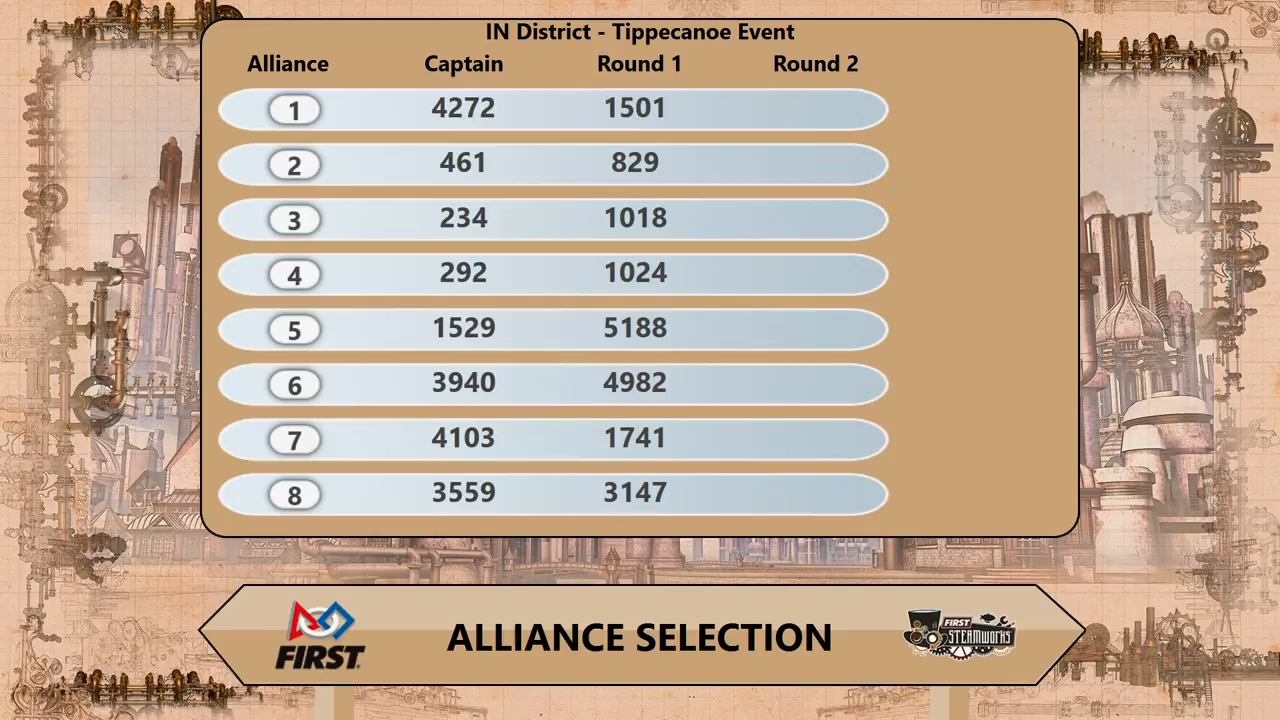 IN District - Tippecanoe Event
Alliance Captain Round 1 Round 2
1 4272 1501
2 461 829
3 234 1018
4 292 1024
5 1529 5188
6 3940 4982
7 4103 1741
8 3559 3147
FIRST
ALLIANCE SELECTION
FIRST
STEAMWORKS